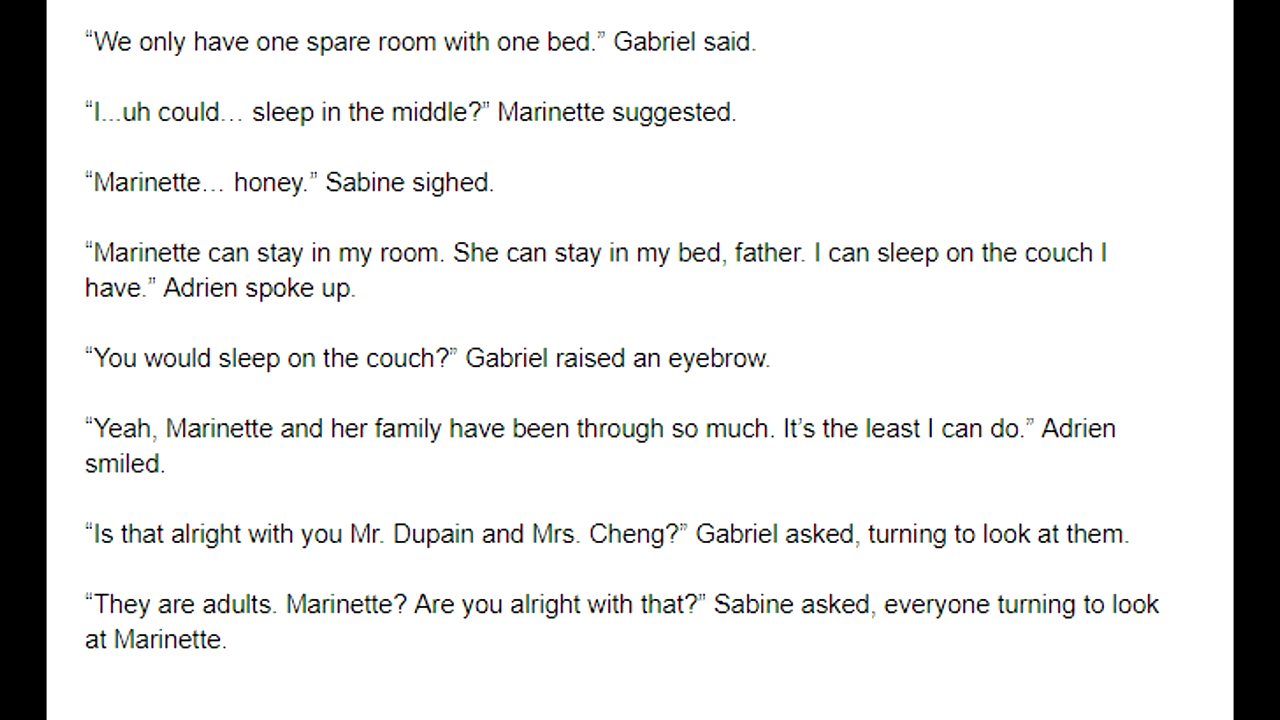 “We only have one spare room with one bed.” Gabriel said.
“I...uh could… sleep in the middle?” Marinette suggested.
“Marinette… honey.” Sabine sighed.
“Marinette can stay in my room. She can stay in my bed, father. I can sleep on the couch I
have.” Adrien spoke up.
“You would sleep on the couch?” Gabriel raised an eyebrow.
“Yeah, Marinette and her family have been through so much. It’s the least I can do.” Adrien
smiled.
“Is that alright with you Mr. Dupain and Mrs. Cheng?” Gabriel asked, turning to look at them.
“They are adults. Marinette? Are you alright with that?” Sabine asked, everyone turning to look
at Marinette.